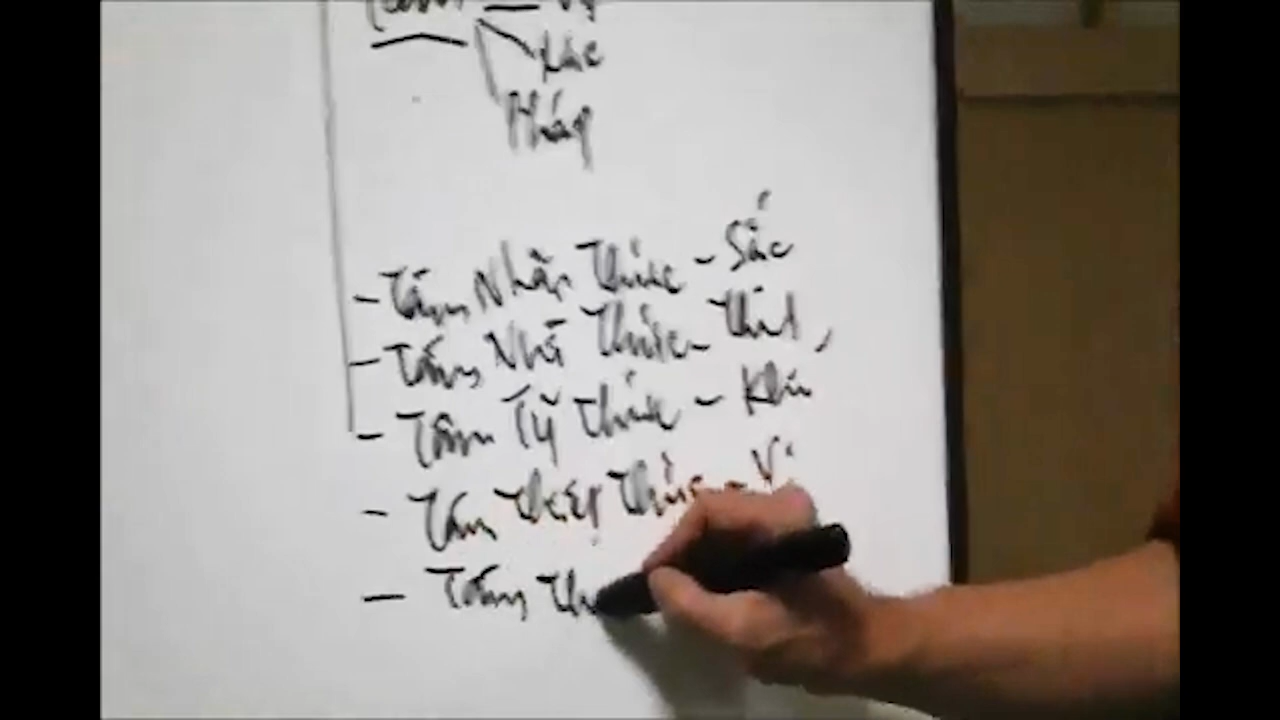 Xúc
Pháp
- Tâm Nhãn Thức - Sắc
- Tâm Nhĩ Thức - Thinh,
- Tâm Tỷ Thức - Khí
- Tâm Thiệt Thức - Vị
- Tâm Th